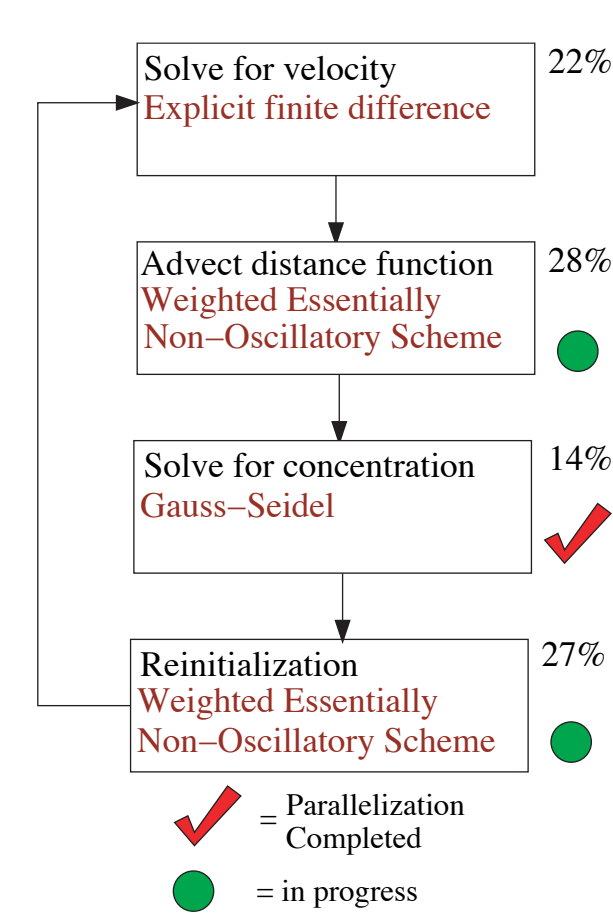 Solve for velocity
22%
Explicit finite difference
Advect distance function
28%
Weighted Essentially
Non−Oscillatory Scheme
Solve for concentration
14%
Gauss−Seidel
Reinitialization
27%
Weighted Essentially
Non−Oscillatory Scheme
= Parallelization
Completed
= in progress